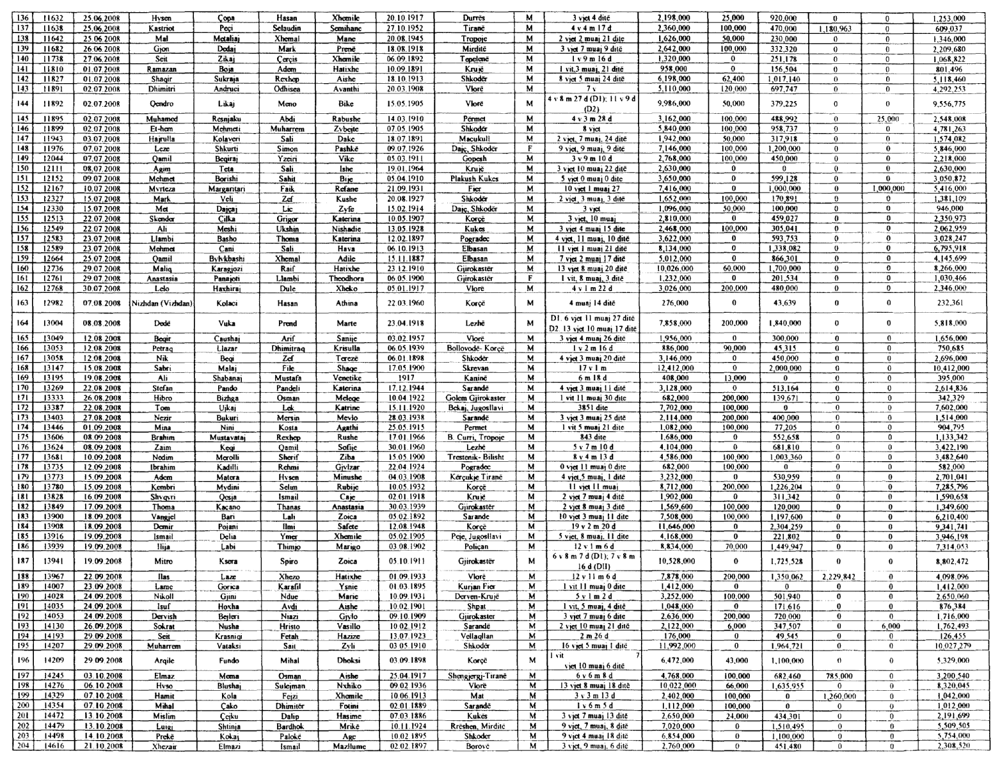 136 11632 25.06.2008 Hysen Çopa Hasan Xhemile 20.10.1917 Durrës M 3 vjet 4 ditë 2,198,000 25,000 920,000 0 0 1,253,000
137 11638 25.06.2008 Kastriot Peçi Selaudin Semihane 27.10.1952 Tiranë M 4 v 4 m 17 d 2,360,000 100,000 470,000 1,180,963 0 609,037
138 11642 25.06.2008 Mal Metaliaj Xhemal Mane 20.08.1945 Tropoje M 2 vjet 2 muaj 21 dite 1,626,000 50,000 230,000 0 0 1,346,000
139 11682 26.06.2008 Gjon Dedaj Mark Prenë 18.08.1918 Mirditë M 3 vjet 7 muaj 9 ditë 2,642,000 100,000 332,320 0 0 2,209,680
140 11738 27.06.2008 Seit Zikaj Çerçis Xhemile 06.09.1892 Tepelenë M 1 v 9 m 16 d 1,320,000 0 251,178 0 0 1,068,822
141 11810 01.07.2008 Ramazan Boja Adem Hatixhe 10.09.1891 Krujë M 1 vit,3 muaj, 21 ditë 958,000 0 156,504 0 0 801,496
142 11827 01.07.2008 Shaqir Sukraja Rexhep Aishe 18.10.1913 Shkodër M 8 vjet 5 muaj 24 ditë 6,198,000 62,400 1,017,140 0 0 5,118,460
143 11891 02.07.2008 Dhimitri Andruci Odhisea Avanthi 20.03.1908 Vlorë M 7 v 5,110,000 120,000 697,747 0 0 4,292,253
144 11892 02.07.2008 Qendro Likaj Meno Bike 15.05.1905 Vlorë M 4 v 8 m 27 d (D1); 11 v 9 d (D2) 9,986,000 50,000 379,225 0 0 9,556,775
145 11895 02.07.2008 Muhamed Resnjaku Abdi Rabushe 14.03.1910 Përmet M 4 v 3 m 28 d 3,162,000 100,000 488,992 0 25,000 2,548,008
146 11899 02.07.2008 Et-hem Mehmeti Muharrem Zybejte 07.05.1905 Shkodër M 8 vjet 5,840,000 100,000 958,737 0 0 4,781,263
147 11943 03.07.2008 Hajrulla Kolaveri Sali Dake 18.07.1891 Macukull M 2 vjet, 7 muaj, 24 ditë 1,942,000 50,000 317,918 0 0 1,574,082
148 11976 07.07.2008 Leze Shkurti Simon Pashkë 09.07.1926 Dajç, Shkodër F 9 vjet, 9 muaj, 9 ditë 7,146,000 100,000 1,200,000 0 0 5,846,000
149 12044 07.07.2008 Qamil Beqiraj Yzeiri Vike 05.03.1911 Gopesh M 3 v 9 m 10 d 2,768,000 100,000 450,000 0 0 2,218,000
150 12111 08.07.2008 Agim Teta Sali Ishe 19.01.1964 Krujë M 3 vjet 10 muaj 22 ditë 2,630,000 0 0 0 0 2,630,000
151 12152 09.07.2008 Mehmet Borishi Sahit Bije 05.04.1910 Plakush Kukes M 5 vjet 0 muaj 0 dite 3,650,000 0 599,128 0 0 3,050,872
152 12167 10.07.2008 Myrteza Margaritari Faik Refane 21.09.1931 Fier M 10 vjet 1 muaj 27 7,416,000 0 1,000,000 0 1,000,000 5,416,000
153 12327 15.07.2008 Mark Veli Zef Kushe 20.08.1927 Shkodër M 2 vjet, 3 muaj, 3 ditë 1,652,000 100,000 170,891 0 0 1,381,109
154 12330 15.07.2008 Met Dajçaj Lic Zyfe 15.02.1914 Dajç, Shkodër M 3 vjet 1,096,000 50,000 100,000 0 0 946,000
155 12513 22.07.2008 Skender Cilka Grigor Katerina 10.05.1907 Korçë M 3 vjet, 10 muaj 2,810,000 0 459,027 0 0 2,350,973
156 12549 22.07.2008 Ali Meshi Ukshin Nishadie 13.05.1928 Kukes M 3 vjet 4 muaj 15 dite 2,468,000 100,000 305,041 0 0 2,062,959
157 12583 23.07.2008 Llambi Basho Thoma Katerina 12.02.1897 Pogradec M 4 vjet, 11 muaj, 10 ditë 3,622,000 0 593,753 0 0 3,028,247
158 12589 23.07.2008 Mehmet Cani Sali Hava 06.10.1913 Elbasan M 11 vjet 1 muaj 21 ditë 8,134,000 0 1,338,082 0 0 6,795,918
159 12664 25.07.2008 Qamil Bylykbashi Xhemal Adile 15.11.1887 Elbasan M 7 vjet 2 muaj 17 ditë 5,012,000 0 866,301 0 0 4,145,699
160 12736 29.07.2008 Maliq Karagjozi Raif Hatixhe 23.12.1910 Gjirokastër M 13 vjet 8 muaj 20 ditë 10,026,000 60,000 1,700,000 0 0 8,266,000
161 12761 29.07.2008 Anastasia Panajoti Llambi Theodhora 06.05.1900 Gjirokastër F 1 vit, 8 muaj, 3 ditë 1,232,000 0 201,534 0 0 1,030,466
162 12768 30.07.2008 Lelo Haxhiraj Dule Xheko 05.01.1917 Vlorë M 4 v 1 m 22 d 3,026,000 200,000 480,000 0 0 2,346,000
163 12982 07.08.2008 Nizhdan (Vizhdan) Kolaci Hasan Athina 22.03.1960 Korçë M 4 muaj 14 ditë 276,000 0 43,639 0 0 232,361
164 13004 08.08.2008 Dedë Vuka Prend Marte 23.04.1918 Lezhë M D1. 6 vjet 11 muaj 27 ditë D2. 13 vjet 10 muaj 17 ditë 7,858,000 200,000 1,840,000 0 0 5,818,000
165 13049 12.08.2008 Beqir Caushaj Arif Sanije 03.02.1957 Vlorë M 3 vjet 4 muaj 26 ditë 1,956,000 0 300,000 0 0 1,656,000
166 13053 12.08.2008 Petraq Llazar Dhimitraq Krisulla 06.05.1939 Bollovodë- Korçë M 1 v 2 m 16 d 886,000 90,000 45,315 0 0 750,685
167 13058 12.08.2008 Nik Beqi Zef Terezë 06.01.1898 Shkodër M 4 vjet 3 muaj 20 ditë 3,146,000 0 450,000 0 0 2,696,000
168 13147 15.08.2008 Sabri Malaj File Shaqe 17.05.1900 Skrevan M 17 v 1 m 12,412,000 0 2,000,000 0 0 10,412,000
169 13195 19.08.2008 Ali Shabanaj Mustafa Venetike 1917 Kaninë M 6 m 18 d 408,000 13,000 0 0 0 395,000
170 13269 22.08.2008 Stefan Pando Pandeli Katerina 17.12.1944 Sarandë M 4 vjet 3 muaj 11 ditë 3,128,000 0 513,164 0 0 2,614,836
171 13333 26.08.2008 Hibro Bizhga Osman Meleqe 10.04.1922 Golem Gjirokaster M 1 vit 11 muaj 30 dite 682,000 200,000 139,671 0 0 342,329
172 13387 22.08.2008 Tom Ujkaj Lek Katrine 15.11.1920 Bekaj, Jugosllavi M 3851 dite 7,702,000 100,000 0 0 0 7,602,000
173 13403 27.08.2008 Nezir Bukuri Mersin Mevlo 28.03.1938 Sarandë M 3 vjet 3 muaj 25 ditë 2,114,000 200,000 400,000 0 0 1,514,000
174 13446 01.09.2008 Mina Nini Kosta Agathi 25.05.1915 Permet M 1 vit 5 muaj 21 dite 1,082,000 100,000 77,205 0 0 904,795
175 13606 08.09.2008 Brahim Mustavataj Rexhep Rushe 17.01.1966 B. Curri, Tropoje M 843 dite 1,686,000 0 552,658 0 0 1,133,342
176 13624 08.09.2008 Zaim Keqi Qamil Sofije 30.01.1960 Lezhë M 5 v 7 m 10 d 4,104,000 0 681,810 0 0 3,422,190
177 13681 10.09.2008 Nedim Merolli Sherif Ziba 15.05.1900 Trestenik- Bilisht M 8 v 4 m 13 d 4,586,000 100,000 1,003,360 0 0 3,482,640
178 13735 12.09.2008 Ibrahim Kadilli Rehmi Gjylzar 22.04.1924 Pogradec M 0 vjet 11 muaj 0 dit 682,000 100,000 0 0 0 582,000
179 13773 15.09.2008 Adem Matera Hysen Minushe 04.03.1908 Kërçukje Tiranë M 4 vjet,5 muaj, 1 ditë 3,232,000 0 530,959 0 0 2,701,041
180 13780 15.09.2008 Kembri Mydini Selim Rubije 10.05.1932 Korçë M 11 vjet 11 muaj 8,712,000 200,000 1,226,204 0 0 7,285,796
181 13828 16.09.2008 Shyqyri Qesja Ismail Caje 02.01.1918 Krujë M 2 vjet 7 muaj 4 ditë 1,902,000 0 311,342 0 0 1,590,658
182 13849 17.09.2008 Thoma Kaçano Thanas Anastasia 30.03.1939 Gjirokastër M 2 vjet 8 muaj 3 ditë 1,569,600 100,000 120,000 0 0 1,349,600
183 13900 18.09.2008 Vangjel Bari Lali Zoica 05.02.1892 Sarande M 10 vjet 3 muaj 11 dite 7,508,000 100,000 1,197,600 0 0 6,210,400
184 13908 18.09.2008 Demir Pojani Ilmi Safete 12.08.1948 Korçë M 19 v 2 m 20 d 11,646,000 0 2,304,259 0 0 9,341,741
185 13916 19.09.2008 Ismail Delia Ymer Xhemile 05.02.1905 Peje, Jugosllavi M 5 vjet, 8 muaj, 11 dite 4,168,000 0 221,802 0 0 3,946,198
186 13939 19.09.2008 Ilija Labi Thimjo Marigo 03.08.1902 Poliçan M 12 v 1 m 6 d 8,834,000 70,000 1,449,947 0 0 7,314,053
187 13941 19.09.2008 Mitro Ksera Spiro Zoica 05.10.1911 Gjirokastër M 6 v 8 m 7 d (D1); 7 v 8 m 16 d (DII) 10,528,000 0 1,725,528 0 0 8,802,472
188 13967 22.09.2008 Ilas Laze Xhezo Hatixhe 01.09.1933 Vlorë M 12 v 11 m 6 d 7,878,000 200,000 1,350,062 2,229,842 0 4,098,096
189 14007 23.09.2008 Lame Gorica Karafil Ysnie 01.03.1895 Kurjan Fier M 1 vit 11 muaj 0 dite 1,412,000 0 0 0 0 1,412,000
190 14028 24.09.2008 Nikoll Gjini Ndue Marie 10.09.1931 Derven-Krujë M 5 v 1 m 2 d 3,252,000 100,000 501,940 0 0 2,650,060
191 14035 24.09.2008 Isuf Hoxha Avdi Aishe 10.02.1901 Shpat M 1 vit, 5 muaj, 4 ditë 1,048,000 0 171,616 0 0 876,384
192 14053 24.09.2008 Dervish Bejleri Niazi Gjylo 09.10.1909 Gjirokaster M 3 vjet 7 muaj 6 dite 2,636,000 200,000 720,000 0 0 1,716,000
193 14130 26.09.2008 Sokrat Nusha Hristo Vasillo 10.02.1912 Sarandë M 2 vjet 10 muaj 21 ditë 2,122,000 6,000 347,507 0 6,000 1,762,493
194 14193 29.09.2008 Seit Krasniqi Fetah Hazize 13.07.1923 Vellaqllan M 2 m 26 d 176,000 0 49,545 0 0 126,455
195 14207 29.09.2008 Muharrem Vataksi Sait Zyli 03.05.1910 Shkodër M 16 vjet 5 muaj 1 ditë 11,992,000 0 1,964,721 0 0 10,027,279
196 14209 29 09.2008 Arqile Fundo Mihal Dhoksi 03.09.1898 Korçë M 1 vit 7 vjet 10 muaj 6 ditë 6,472,000 43,000 1,100,000 0 0 5,329,000
197 14245 03.10.2008 Elmaz Mema Osman Aishe 25.04.1917 Shengjergj-Tiranë M 6 v 6 m 8 d 4,768,000 100,000 682,460 785,000 0 3,200,540
198 14276 06.10.2008 Hyso Blushaj Sulejman Nxhiko 09.02.1936 Vlorë M 13 vjet 8 muaj 18 ditë 10,022,000 66,000 1,635,955 0 0 8,320,045
199 14329 07.10.2008 Hamit Kola Fejzi Xhemile 10.06.1913 Mat M 3 v 3 m 13 d 2,402,000 100,000 0 1,260,000 0 1,042,000
200 14354 07.10.2008 Mihal Çako Dhimitër Fotini 02.01.1889 Sarandë M 1 v 6 m 5 d 1,112,000 100,000 0 0 0 1,012,000
201 14472 13.10.2008 Mislim Çejku Dalip Hasime 07.03.1886 Kukës M 3 vjet 7 muaj 13 ditë 2,650,000 24,000 434,301 0 0 2,191,699
202 14479 13.10.2008 Luigj Shtinja Bardhok Mrikë 10.11.1924 Rrëshen, Mirditë M 9 vjet, 7 muaj, 8 ditë 7,020,000 0 1,510,495 0 0 5,509,505
203 14498 14.10.2008 Prekë Kokaj Palokë Age 10.02.1895 Shkoder M 9 vjet 4 muaj 18 ditë 6,854,000 0 1,100,000 0 0 5,754,000
204 14616 21.10.2008 Xhezair Elmazi Ismail Mazllume 02.02.1897 Borovë M 3 vjet, 9 muaj, 6 ditë 2,760,000 0 451,480 0 0 2,308,520